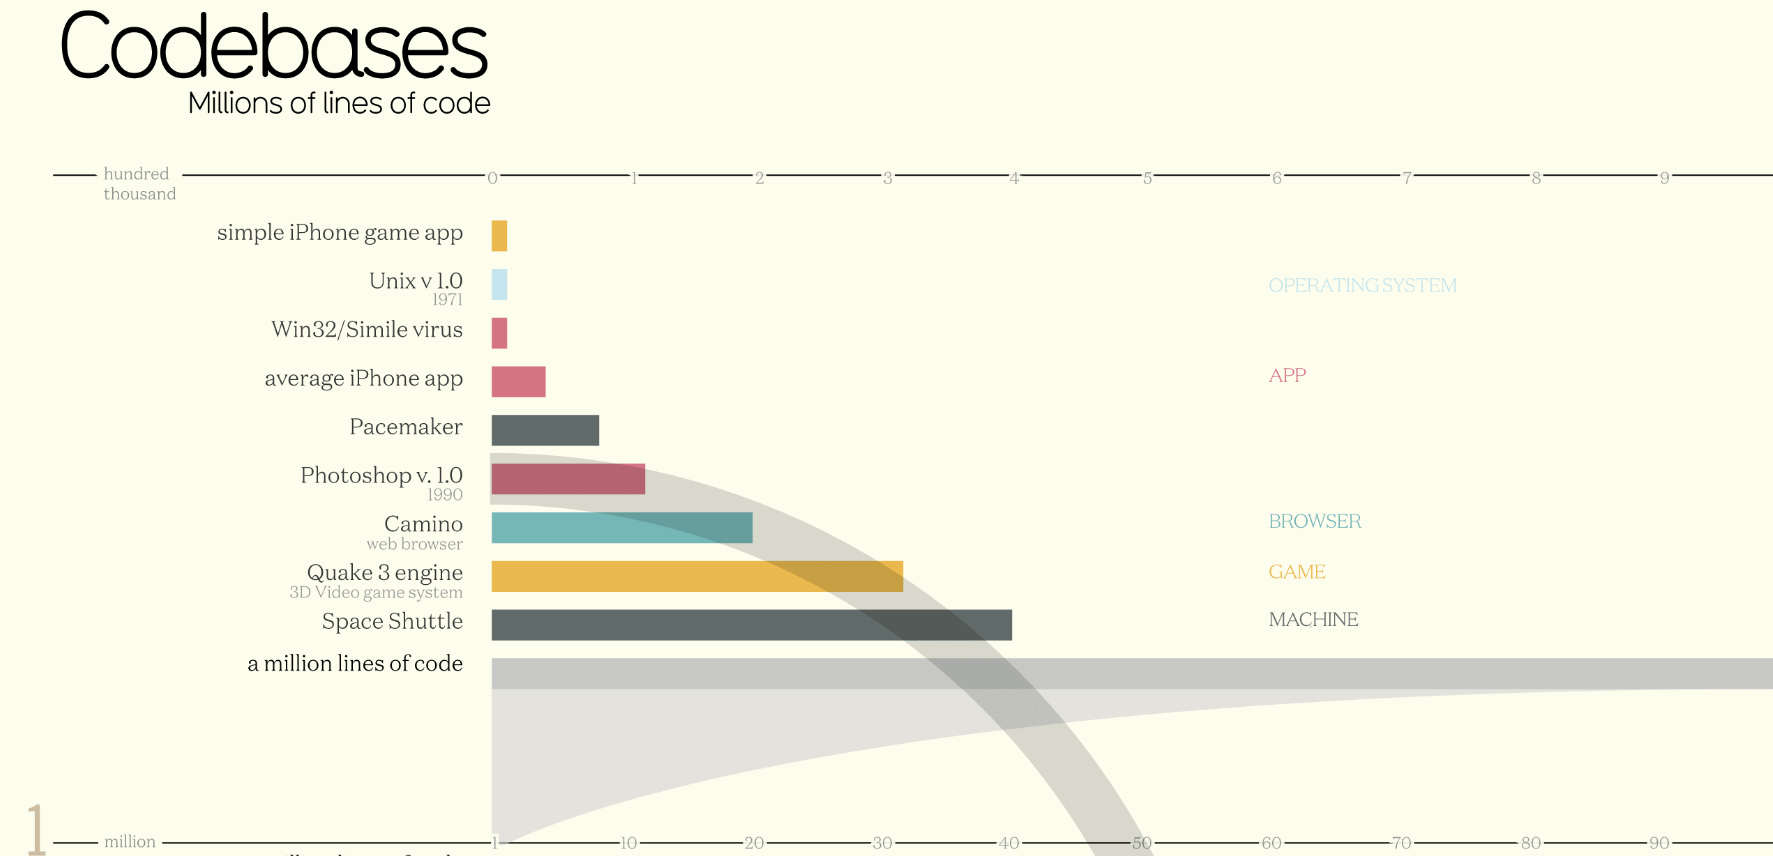 Codebases
Millions of lines of code
hundred
thousand
0 1 2 3 4 5 6 7 8 9
simple iPhone game app
Unix v 1.0
1971
OPERATING SYSTEM
Win32/Simile virus
average iPhone app
APP
Pacemaker
Photoshop v. 1.0
1990
Camino
web browser
BROWSER
Quake 3 engine
3D Video game system
GAME
Space Shuttle
MACHINE
a million lines of code
1
million
1 10 20 30 40 50 60 70 80 90